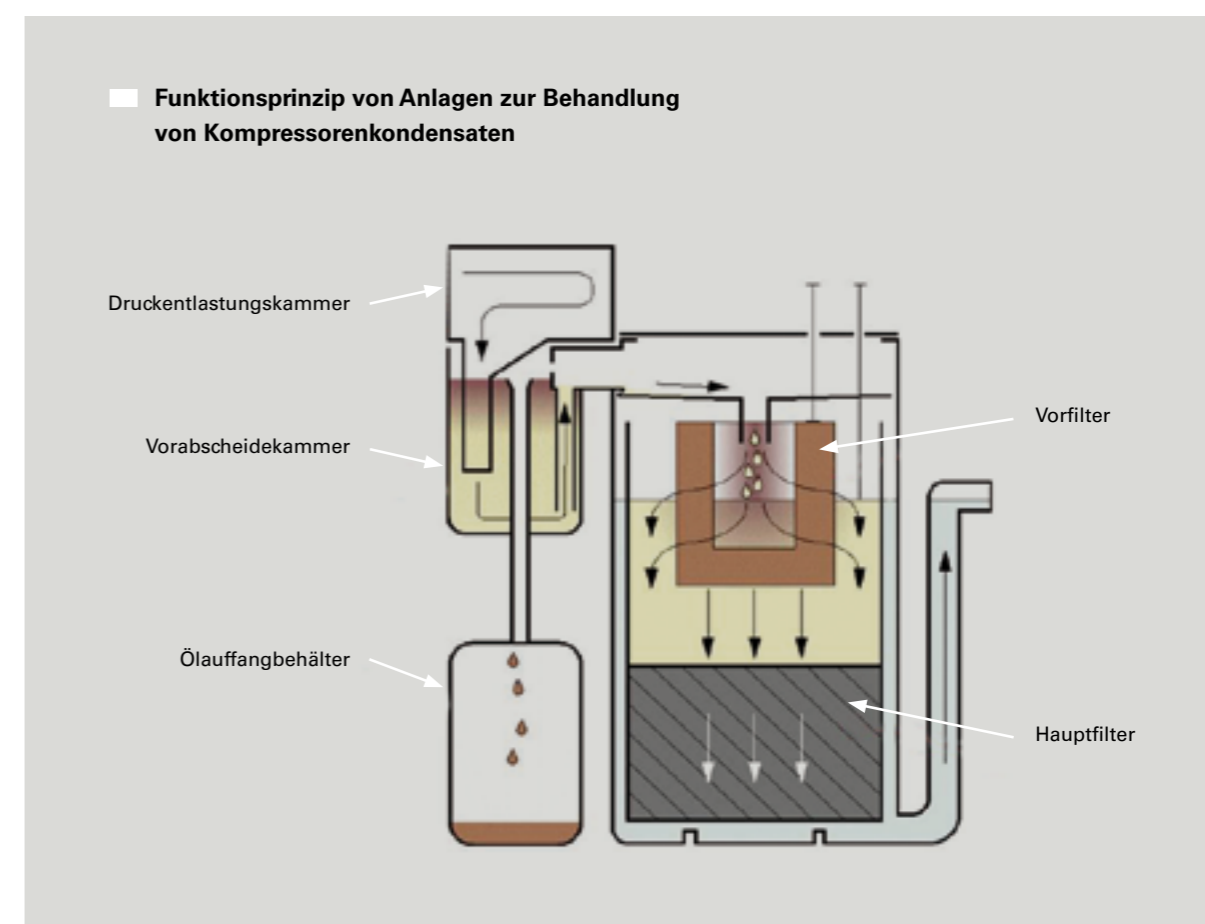 Funktionsprinzip von Anlagen zur Behandlung
von Kompressorenkondensaten
Druckentlastungskammer
Vorfilter
Vorabscheidekammer
Ölauffangbehälter
Hauptfilter